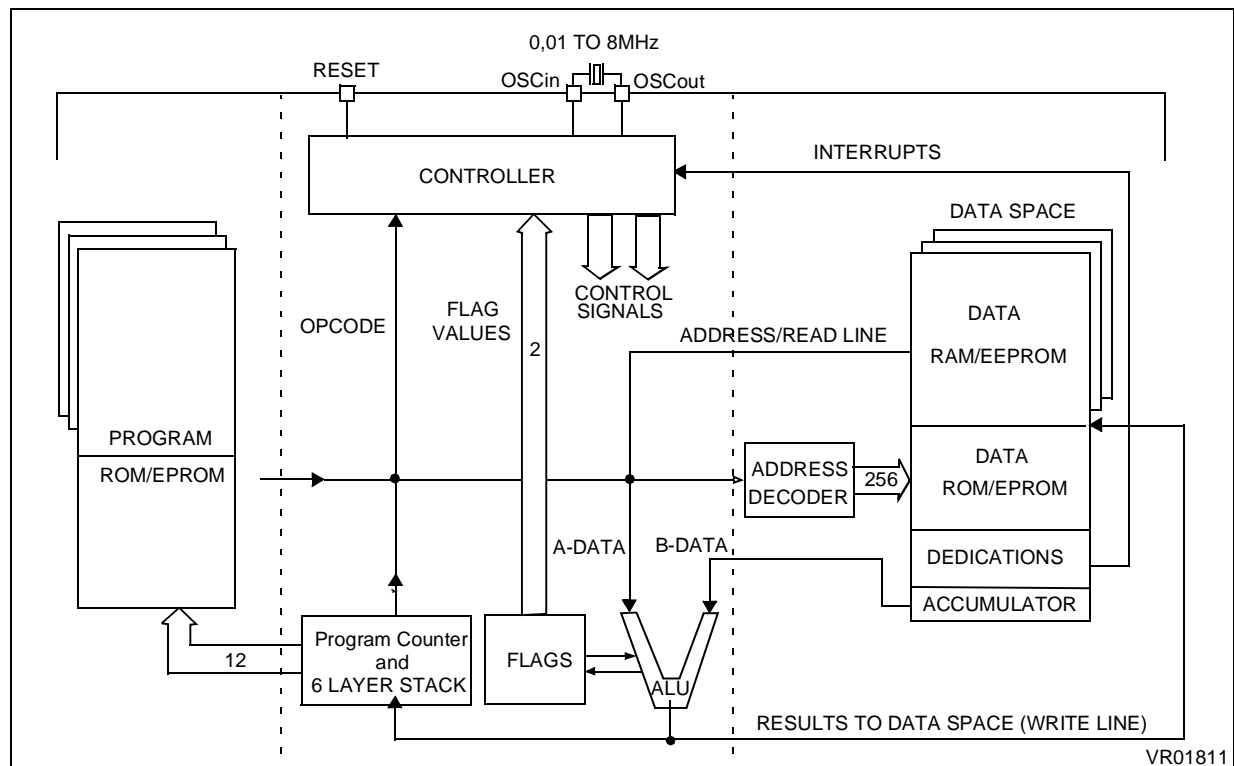 0,01 TO 8MHz
RESET
OSCin
OSCout
INTERRUPTS
CONTROLLER
DATA SPACE
CONTROL
SIGNALS
OPCODE
FLAG
VALUES
2
ADDRESS/READ LINE
DATA
RAM/EEPROM
PROGRAM
ROM/EPROM
ADDRESS
DECODER
256
DATA
ROM/EPROM
A-DATA
B-DATA
DEDICATIONS
ACCUMULATOR
12
Program Counter
and
6 LAYER STACK
FLAGS
ALU
RESULTS TO DATA SPACE (WRITE LINE)
VR01811